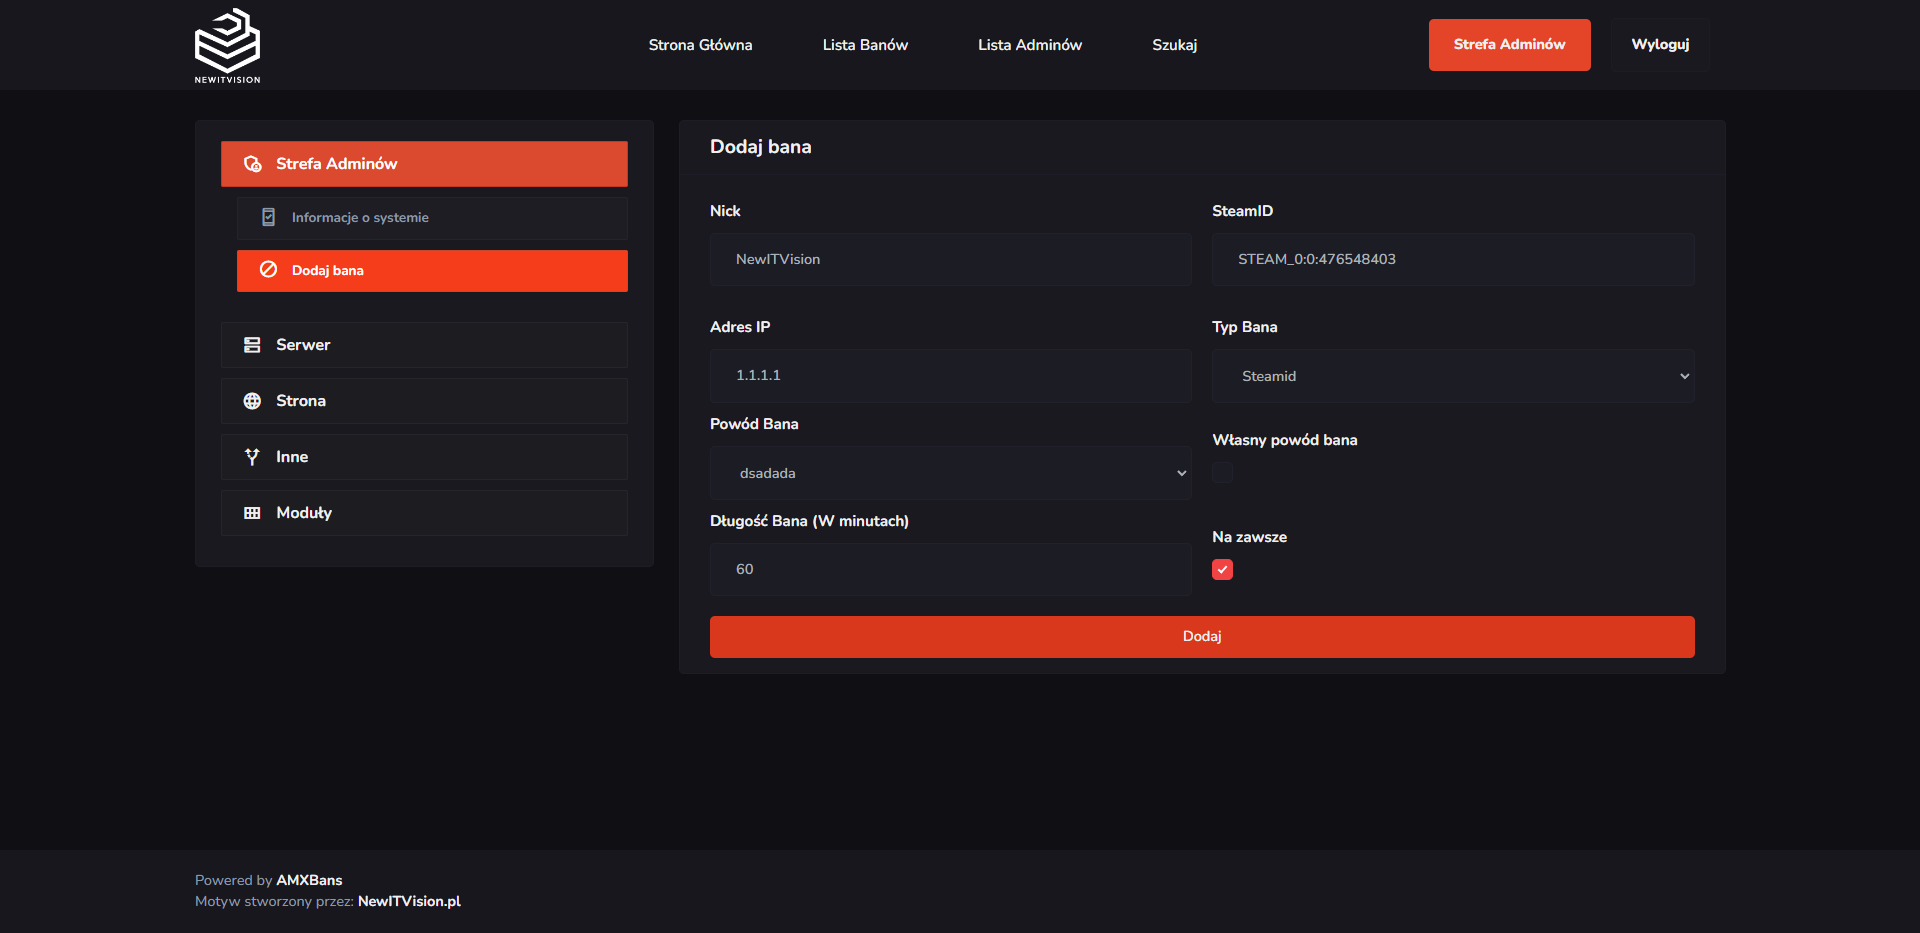 NEWITVISION
Strona Główna
Lista Banów
Lista Adminów
Szukaj
Strefa Adminów
Wyloguj
Strefa Adminów
Informacje o systemie
Dodaj bana
Serwer
Strona
Inne
Moduły
Dodaj bana
Nick
SteamID
NewITVision
STEAM_0:0:476548403
Adres IP
Typ Bana
1.1.1.1
Steamid
Powód Bana
Własny powód bana
dsadada
Długość Bana (W minutach)
Na zawsze
60
Dodaj
Powered by AMXBans
Motyw stworzony przez: NewITVision.pl